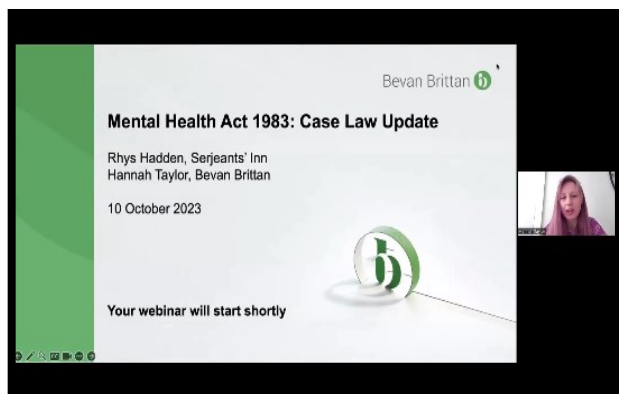 Bevan Brittan
Mental Health Act 1983: Case Law Update
Rhys Hadden, Serjeants' Inn
Hannah Taylor, Bevan Brittan
10 October 2023
Your webinar will start shortly